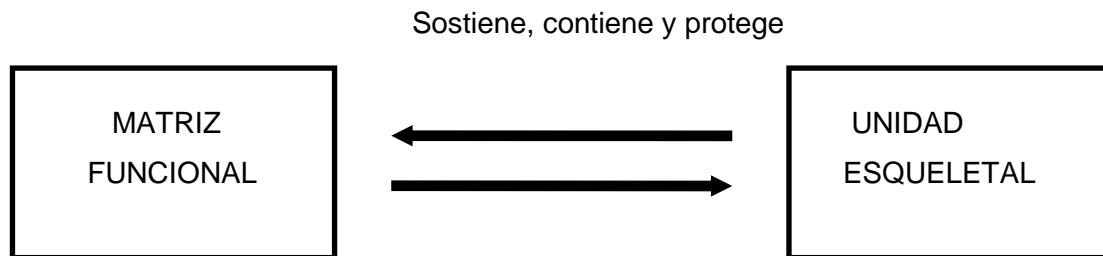 Sostiene, contiene y protege
MATRIZ
FUNCIONAL
UNIDAD
ESQUELETAL